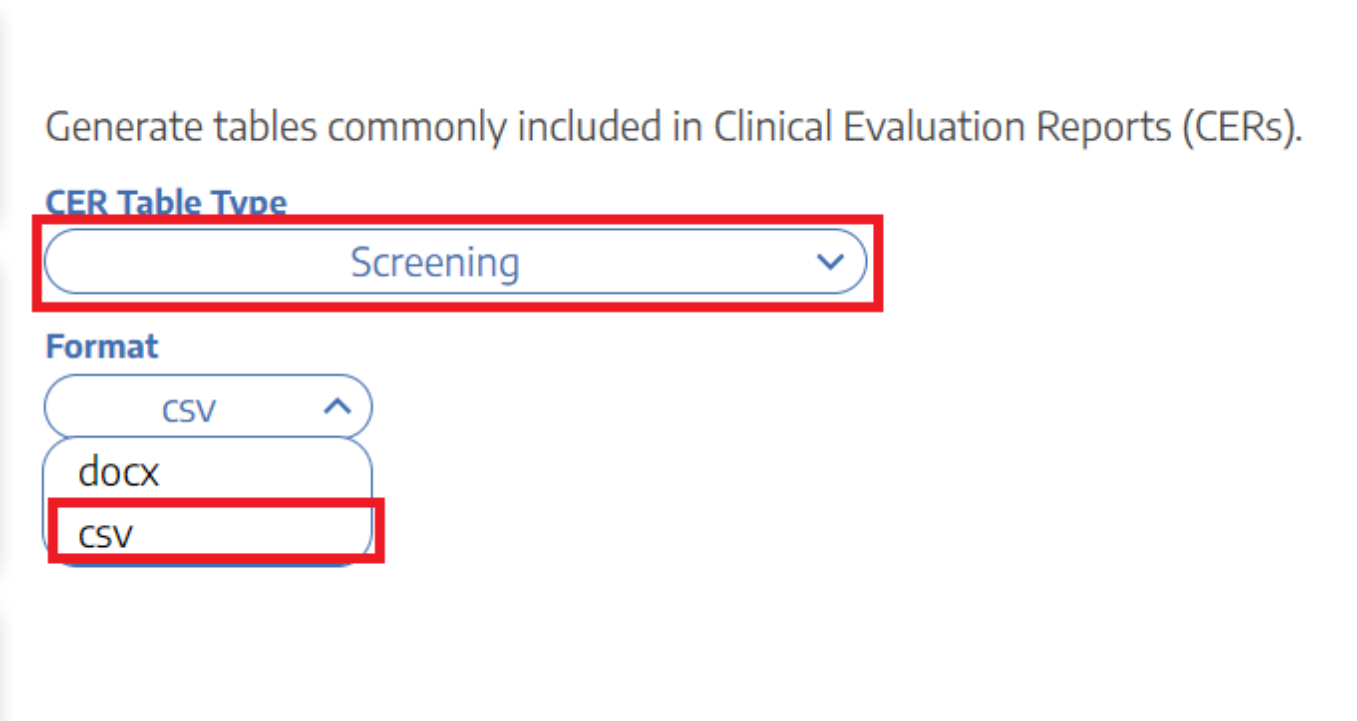 Generate tables commonly included in Clinical Evaluation Reports (CERs).
CER Table Type
Screening
Format
csv
docx
csv